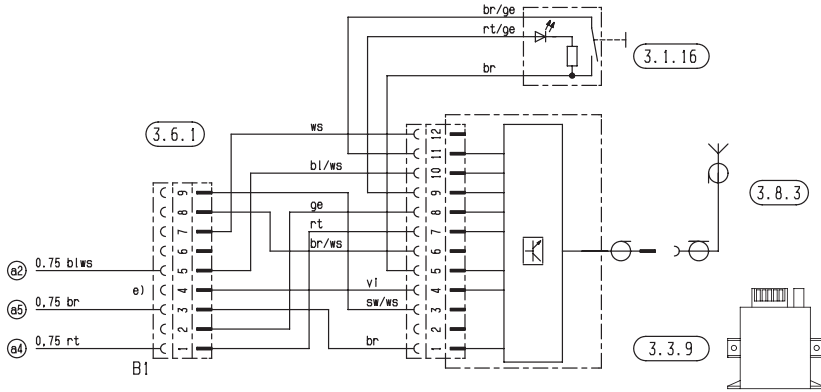 br/ge
rt/ge
br
3.1.16
3.6.1
ws
bl/ws
ge
rt
br/ws
vi
sw/ws
br
12
11
10
9
8
7
6
5
4
3
2
1
9
8
7
6
5
4
3
2
1
3.8.3
a2 0.75 blws
e)
a5 0,75 br
a4 0,75 rt
B1
3.3.9